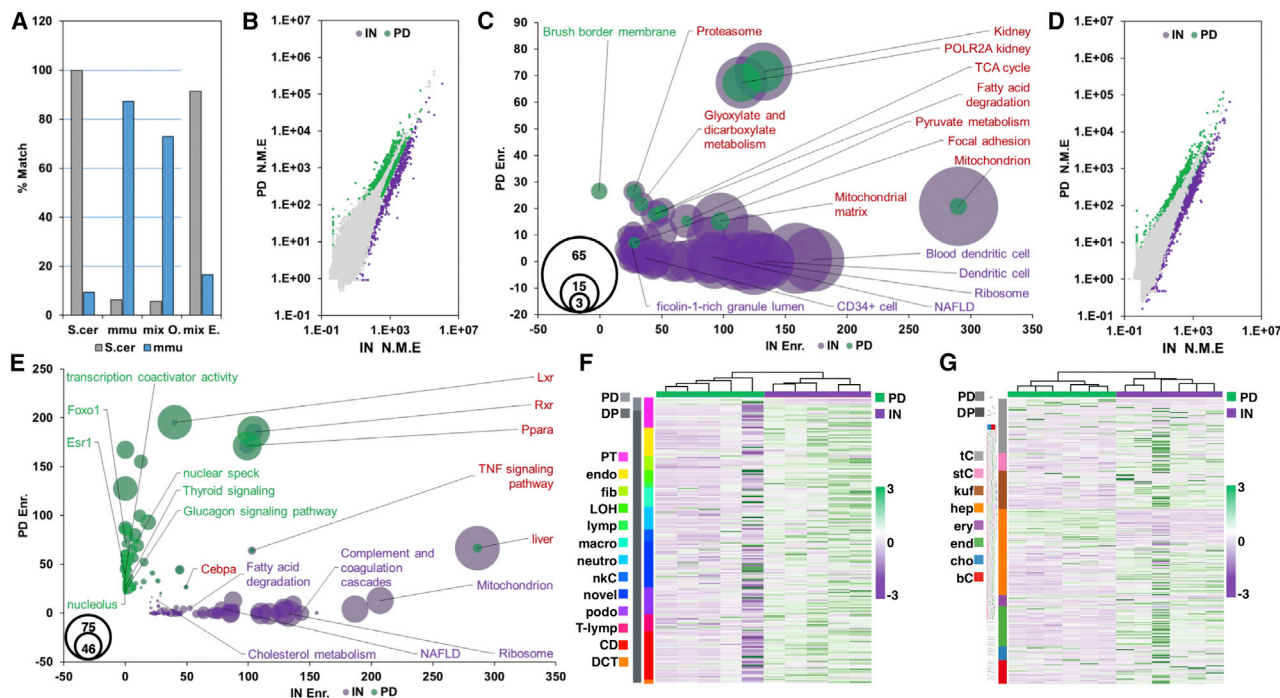 A
% Match
120
100
80
60
40
20
0
S.cer mmu mix O. mix E.
S.cer mmu
B
IN PD
PD N.M.E
1.E+07
1.E+06
1.E+05
1.E+04
1.E+03
1.E+02
1.E+01
1.E+00
1.E-01
1.E-01 1.E+03 1.E+07
IN N.M.E
C
PD Enr.
90
80
70
60
50
40
30
20
10
0
-10
-20
-50 0 50 100 150 200 250 300 350
IN Enr. IN PD
Brush border membrane
Proteasome
Kidney
POLR2A kidney
TCA cycle
Fatty acid
degradation
Glyoxylate and
dicarboxylate
metabolism
Pyruvate metabolism
Focal adhesion
Mitochondrion
Mitochondrial
matrix
Blood dendritic cell
Dendritic cell
Ribosome
NAFLD
CD34+ cell
ficolin-1-rich granule lumen
65
15
3
D
IN PD
PD N.M.E
1.E+07
1.E+06
1.E+05
1.E+04
1.E+03
1.E+02
1.E+01
1.E+00
1.E-01
1.E-01 1.E+03 1.E+07
IN N.M.E
E
PD Enr.
250
200
150
100
50
0
-50
-50 0 50 100 150 200 250 300 350
IN Enr. IN PD
transcription coactivator activity
Foxo1
Esr1
nuclear speck
Thyroid signaling
Glucagon signaling pathway
nucleolus
Lxr
Rxr
Ppara
TNF signaling
pathway
liver
Cebpa
Fatty acid
degradation
Complement and
coagulation
cascades
Mitochondrion
Cholesterol metabolism
NAFLD
Ribosome
75
46
F
PD
DP
PD
IN
PT
endo
fib
LOH
lymp
macro
neutro
nkC
novel
podo
T-lymp
CD
DCT
3
0
-3
G
PD
DP
PD
IN
tC
stC
kuf
hep
ery
end
cho
bC
3
0
-3